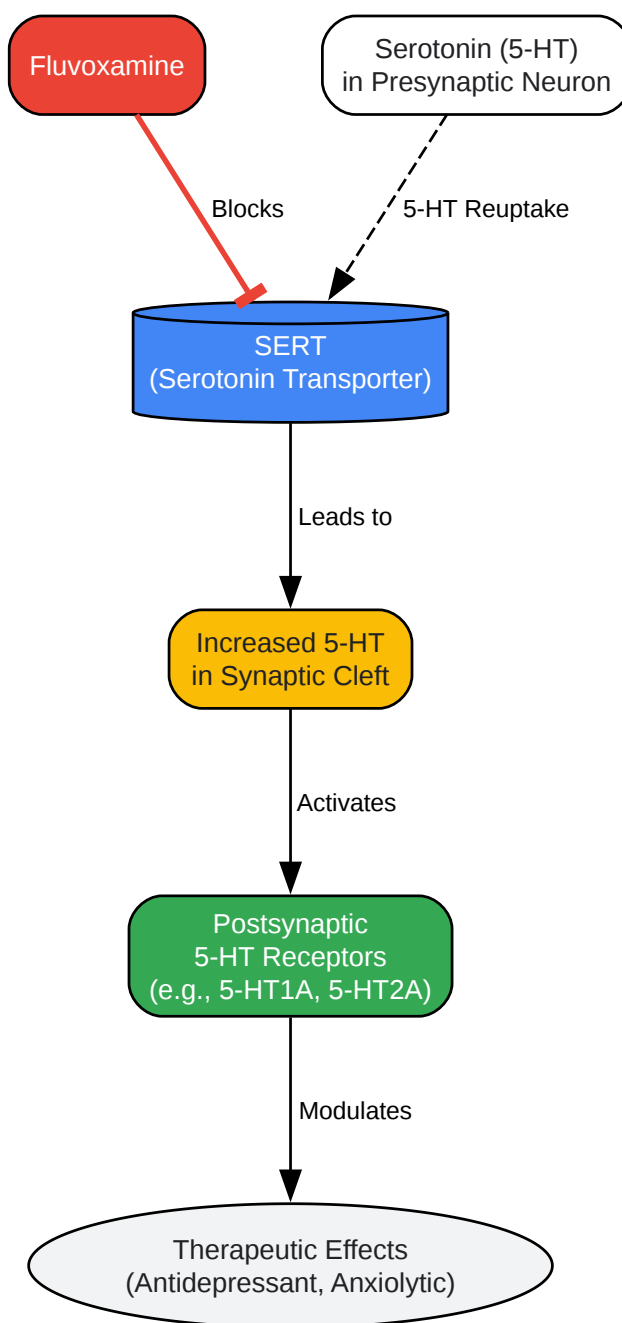 Fluvoxamine
Serotonin (5-HT)
in Presynaptic Neuron
Blocks
5-HT Reuptake
SERT
(Serotonin Transporter)
Leads to
Increased 5-HT
in Synaptic Cleft
Activates
Postsynaptic
5-HT Receptors
(e.g., 5-HT1A, 5-HT2A)
Modulates
Therapeutic Effects
(Antidepressant, Anxiolytic)